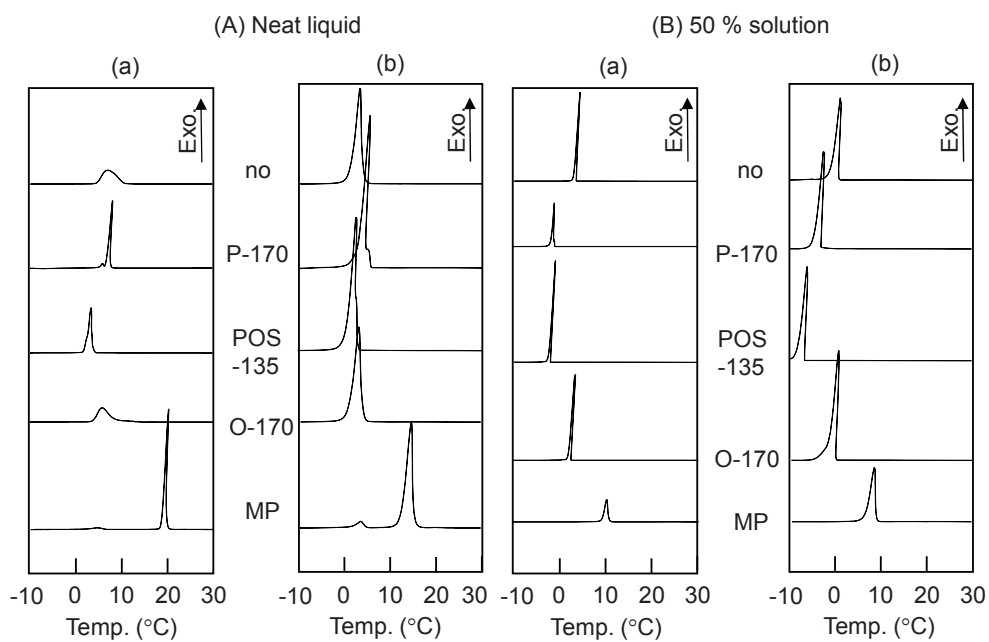 (A) Neat liquid
(B) 50 % solution
(a)
(b)
(a)
(b)
Exo.
Exo.
Exo.
Exo.
no
no
P-170
P-170
POS
-135
POS
-135
O-170
O-170
MP
MP
-10 0 10 20 30
-10 0 10 20 30
-10 0 10 20 30
-10 0 10 20 30
Temp. (°C)
Temp. (°C)
Temp. (°C)
Temp. (°C)